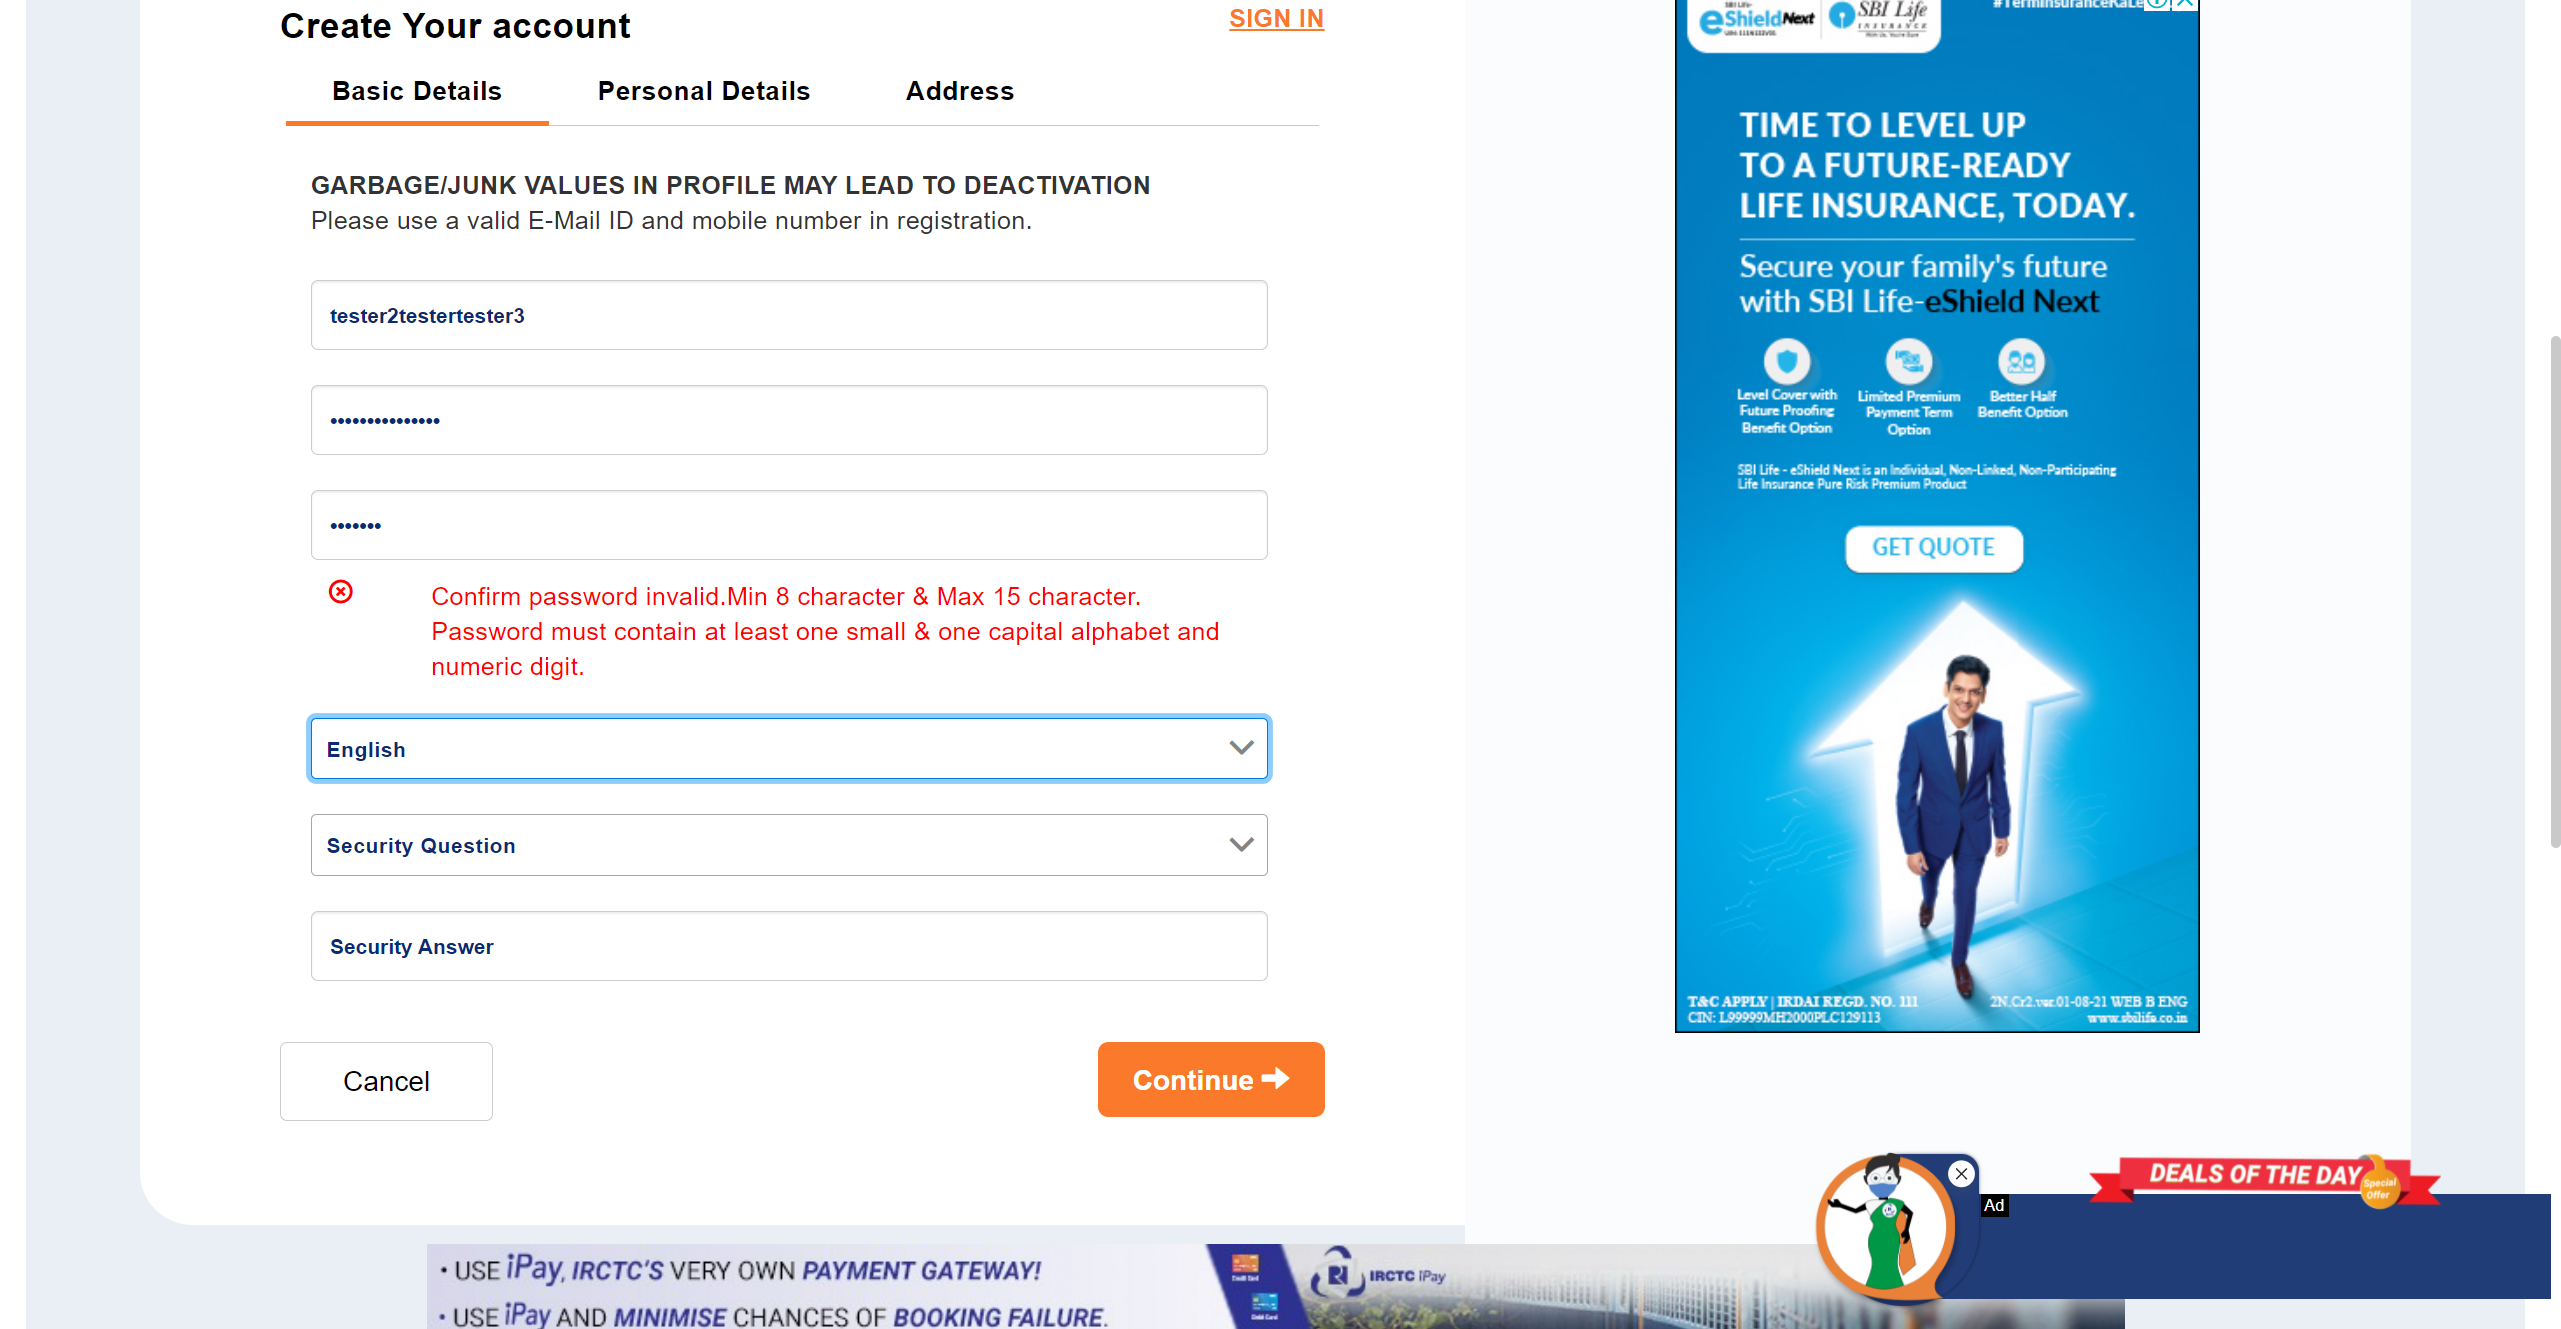 Create Your account
SIGN IN
Basic Details
Personal Details
Address
GARBAGE/JUNK VALUES IN PROFILE MAY LEAD TO DEACTIVATION
Please use a valid E-Mail ID and mobile number in registration.
tester2testertester3
•••••••••••••••
•••••••
Confirm password invalid.Min 8 character & Max 15 character.
Password must contain at least one small & one capital alphabet and
numeric digit.
English
Security Question
Security Answer
Cancel
Continue
SBI Life-
eShield Next
SBI Life
INSURANCE
TIME TO LEVEL UP
TO A FUTURE-READY
LIFE INSURANCE, TODAY.
Secure your family's future
with SBI Life-eShield Next
Level Cover with
Future Proofing
Benefit Option
Limited Premium
Payment Term
Option
Better Half
Benefit Option
SBI Life - eShield Next is an Individual, Non-Linked, Non-Participating
Life Insurance Pure Risk Premium Product
GET QUOTE
T&C APPLY | IRDAI REGD. NO. 111
CIN: L99999MH2000PLC129113
2N.Cr2.ver.01-08-21 WEB B ENG
www.sbilife.co.in
DEALS OF THE DAY
Special
Offer
Ad
• USE iPay, IRCTC'S VERY OWN PAYMENT GATEWAY!
• USE iPay AND MINIMISE CHANCES OF BOOKING FAILURE.
Credit Card
Debit Card
IRCTC iPay